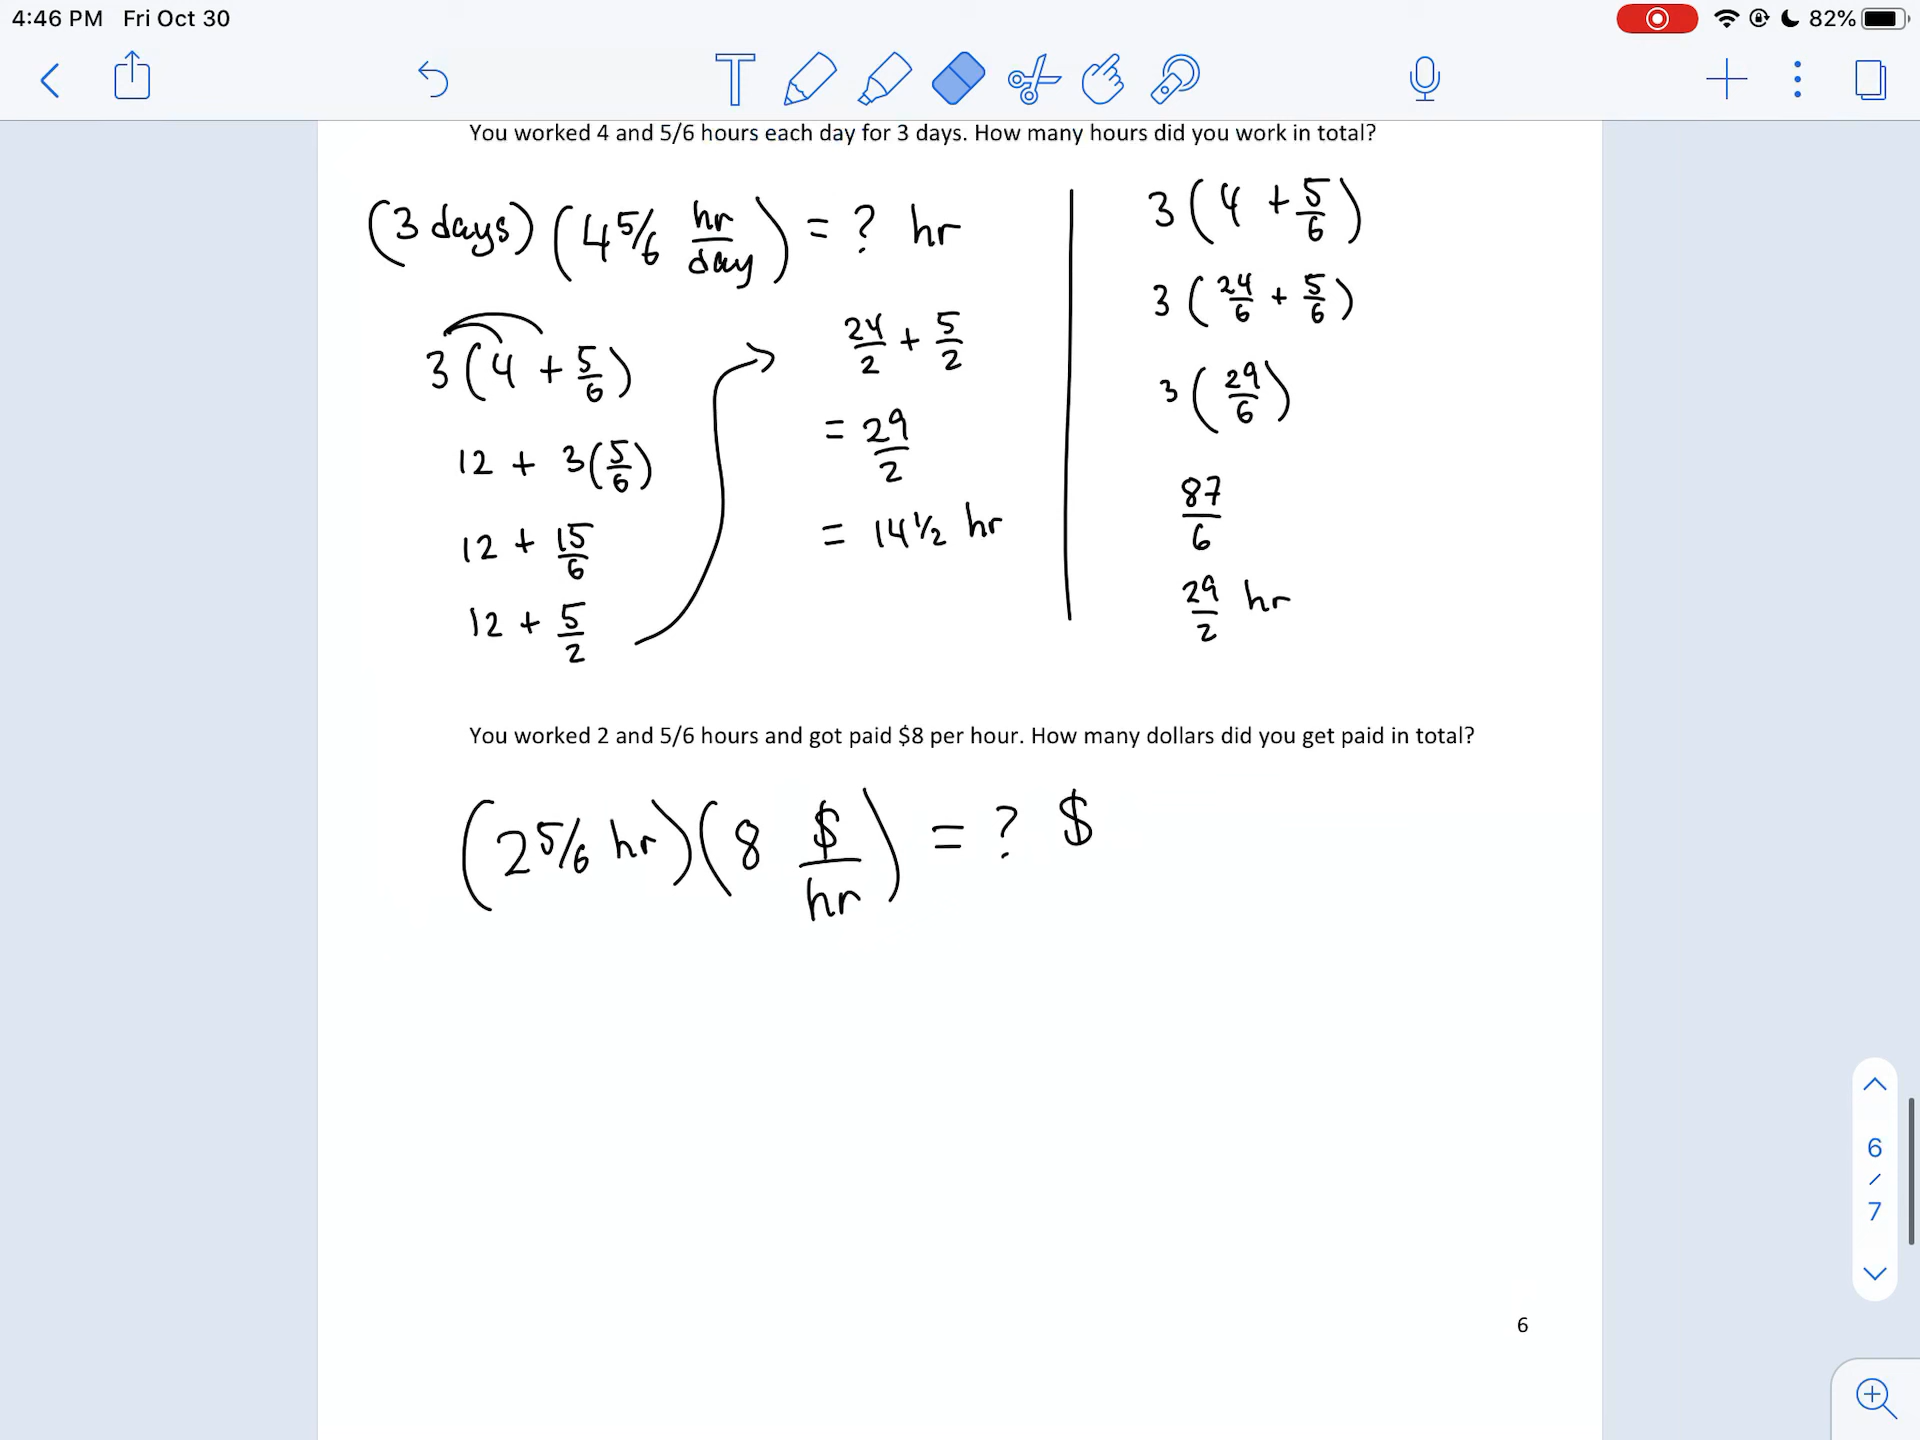 4:46 PM Fri Oct 30
82%
T
You worked 4 and 5/6 hours each day for 3 days. How many hours did you work in total?
(3 days) (4 5/6 hr/day) = ? hr
3(4 + 5/6)
12 + 3(5/6)
12 + 15/6
12 + 5/2
24/2 + 5/2
= 29/2
= 14 1/2 hr
3(4 + 5/6)
3(24/6 + 5/6)
3(29/6)
87/6
29/2 hr
You worked 2 and 5/6 hours and got paid $8 per hour. How many dollars did you get paid in total?
(2 5/6 hr)(8 $/hr) = ? $
6
/
7
6